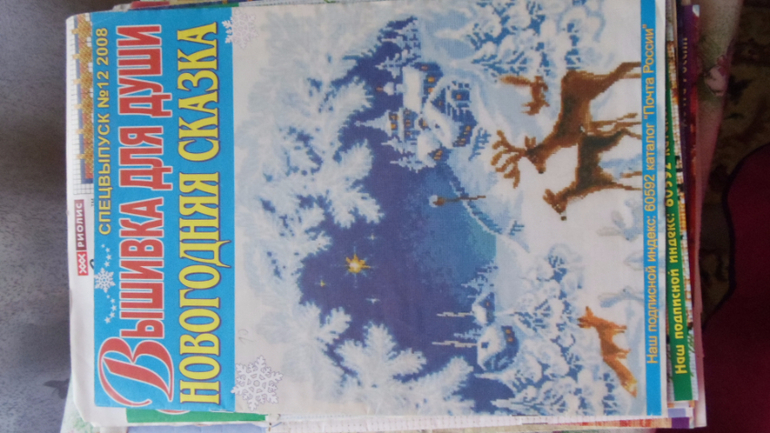 СПЕЦВЫПУСК №12 2008
Вышивка для души
НОВОГОДНЯЯ СКАЗКА
Наш подписной индекс: 60592 каталог "Почта России"
РИОЛИС
Наш подписной индекс: 60592